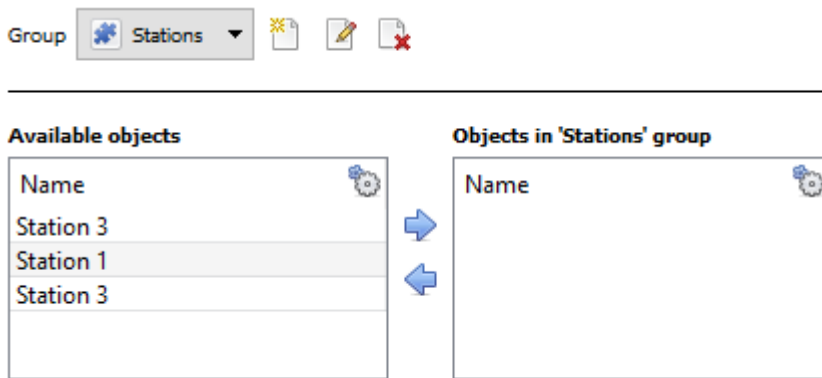 Group Stations
Available objects
Objects in 'Stations' group
Name
Station 3
Station 1
Station 3
Name